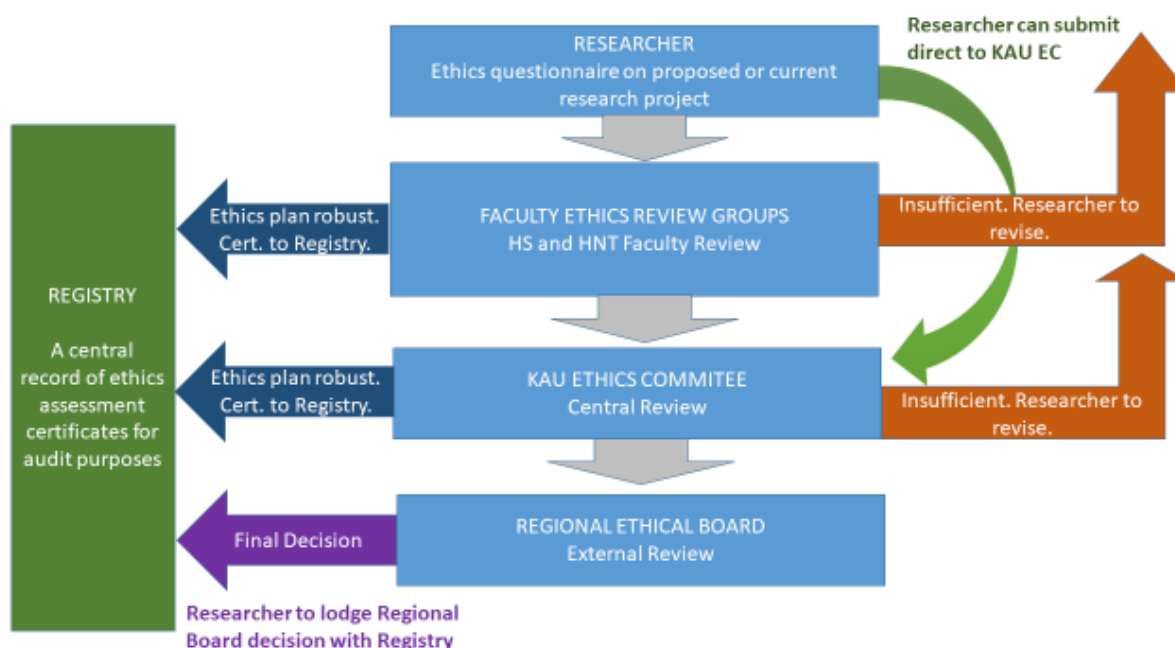 RESEARCHER
Ethics questionnaire on proposed or current
research project
Researcher can submit
direct to KAU EC
Ethics plan robust.
Cert. to Registry.
FACULTY ETHICS REVIEW GROUPS
HS and HNT Faculty Review
Insufficient. Researcher to
revise.
REGISTRY
A central
record of ethics
assessment
certificates for
audit purposes
Ethics plan robust.
Cert. to Registry.
KAU ETHICS COMMITEE
Central Review
Insufficient. Researcher to
revise.
Final Decision
REGIONAL ETHICAL BOARD
External Review
Researcher to lodge Regional
Board decision with Registry